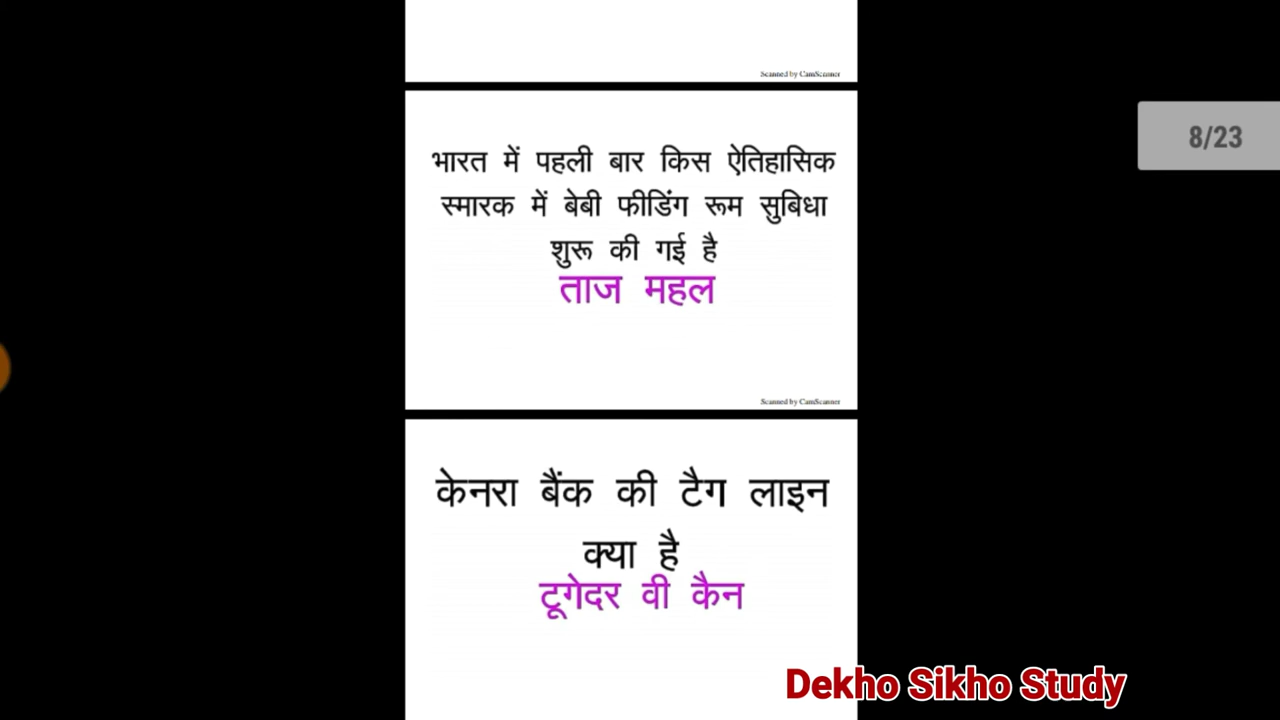 Scanned by CamScanner
8/23
भारत में पहली बार किस ऐतिहासिक
स्मारक में बेबी फीडिंग रूम सुबिधा
शुरू की गई है
ताज महल
Scanned by CamScanner
केनरा बैंक की टैग लाइन
क्या है
टूगेदर वी कैन
Dekho Sikho Study